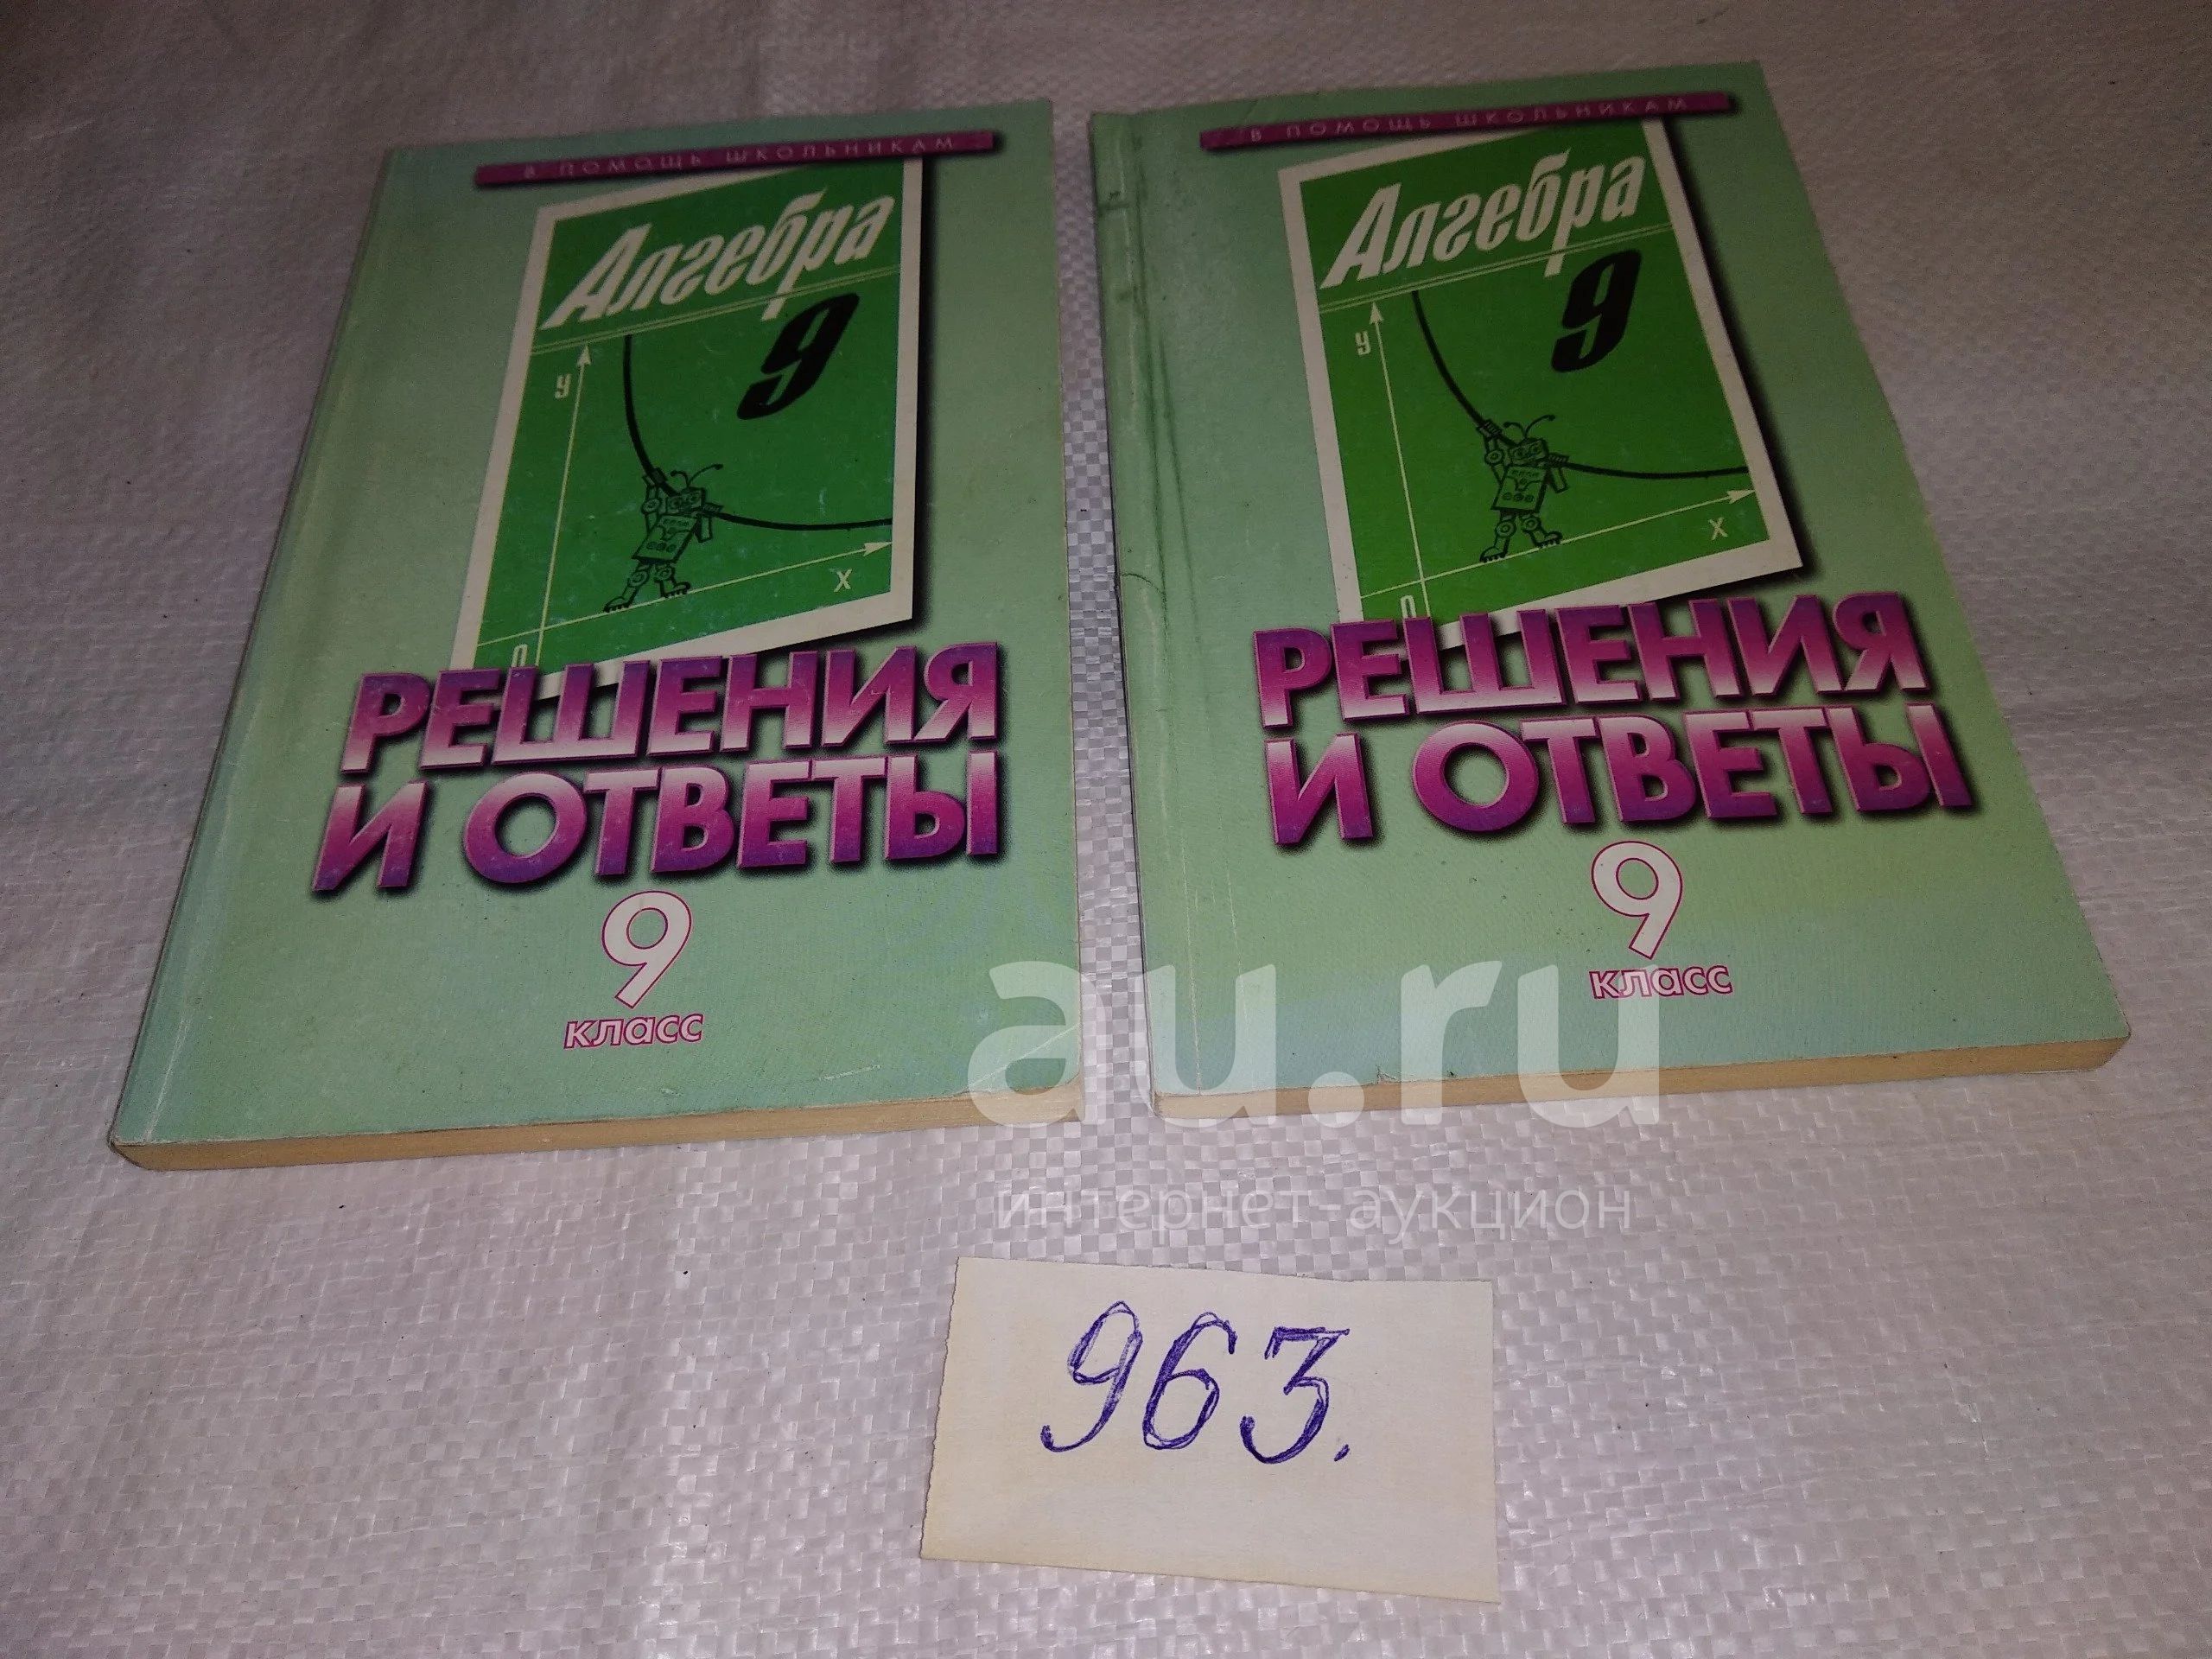 В ПОМОЩЬ ШКОЛЬНИКАМ
Алгебра
9
у
х
0
РЕШЕНИЯ
И ОТВЕТЫ
9
класс
В ПОМОЩЬ ШКОЛЬНИКАМ
Алгебра
9
у
х
0
РЕШЕНИЯ
И ОТВЕТЫ
9
класс
au.ru
интернет-аукцион
963.